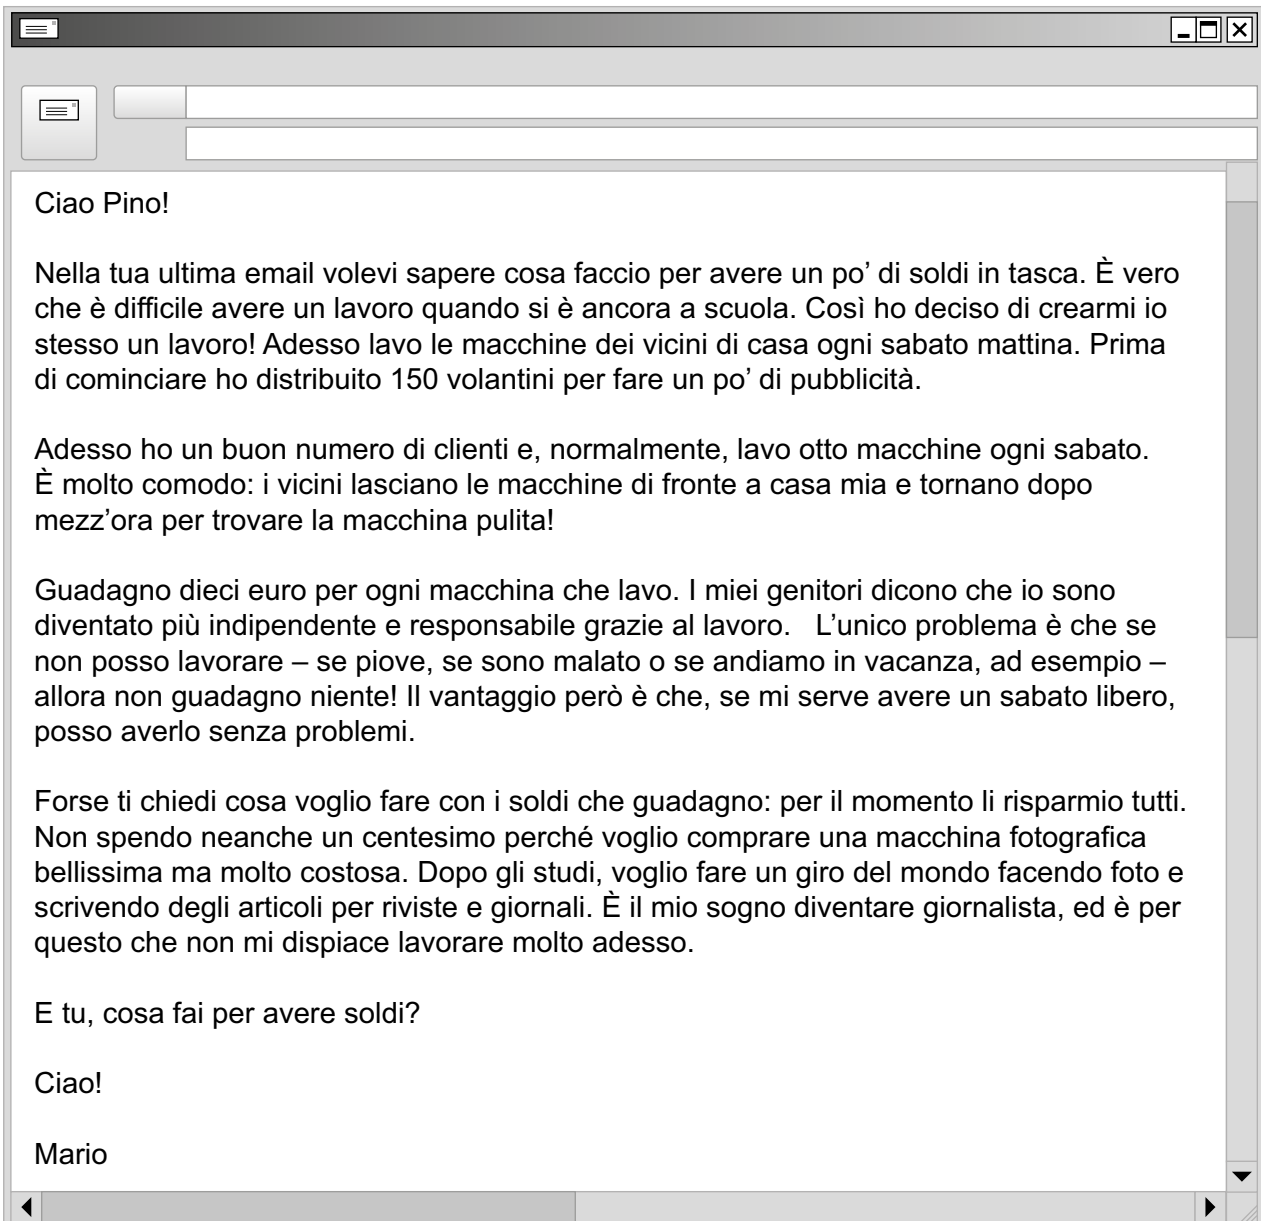 Ciao Pino!
Nella tua ultima email volevi sapere cosa faccio per avere un po’ di soldi in tasca. È vero
che è difficile avere un lavoro quando si è ancora a scuola. Così ho deciso di crearmi io
stesso un lavoro! Adesso lavo le macchine dei vicini di casa ogni sabato mattina. Prima
di cominciare ho distribuito 150 volantini per fare un po’ di pubblicità.
Adesso ho un buon numero di clienti e, normalmente, lavo otto macchine ogni sabato.
È molto comodo: i vicini lasciano le macchine di fronte a casa mia e tornano dopo
mezz’ora per trovare la macchina pulita!
Guadagno dieci euro per ogni macchina che lavo. I miei genitori dicono che io sono
diventato più indipendente e responsabile grazie al lavoro.   L’unico problema è che se
non posso lavorare – se piove, se sono malato o se andiamo in vacanza, ad esempio –
allora non guadagno niente! Il vantaggio però è che, se mi serve avere un sabato libero,
posso averlo senza problemi.
Forse ti chiedi cosa voglio fare con i soldi che guadagno: per il momento li risparmio tutti.
Non spendo neanche un centesimo perché voglio comprare una macchina fotografica
bellissima ma molto costosa. Dopo gli studi, voglio fare un giro del mondo facendo foto e
scrivendo degli articoli per riviste e giornali. È il mio sogno diventare giornalista, ed è per
questo che non mi dispiace lavorare molto adesso.
E tu, cosa fai per avere soldi?
Ciao!
Mario